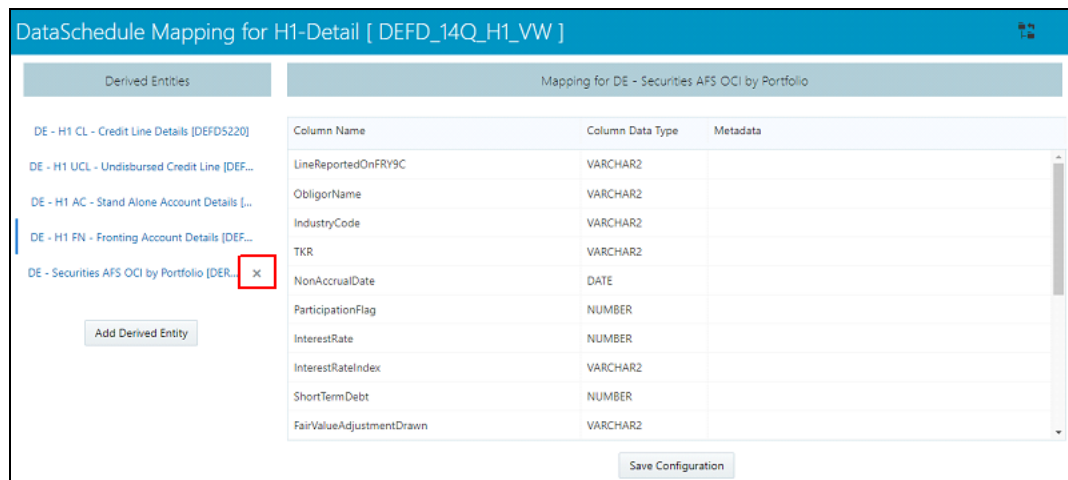 DataSchedule Mapping for H1-Detail [ DEFD_14Q_H1_VW ]
Derived Entities
DE - H1 CL - Credit Line Details [DEFD5220]
DE - H1 UCL - Undisbursed Credit Line [DEF...
DE - H1 AC - Stand Alone Account Details [...
DE - H1 FN - Fronting Account Details [DEF...
DE - Securities AFS OCI by Portfolio [DER... ×
Add Derived Entity
Mapping for DE - Securities AFS OCI by Portfolio
Column Name Column Data Type Metadata
LineReportedOnFRY9C VARCHAR2
ObligorName VARCHAR2
IndustryCode VARCHAR2
TKR VARCHAR2
NonAccrualDate DATE
ParticipationFlag NUMBER
InterestRate NUMBER
InterestRateIndex VARCHAR2
ShortTermDebt NUMBER
FairValueAdjustmentDrawn VARCHAR2
Save Configuration